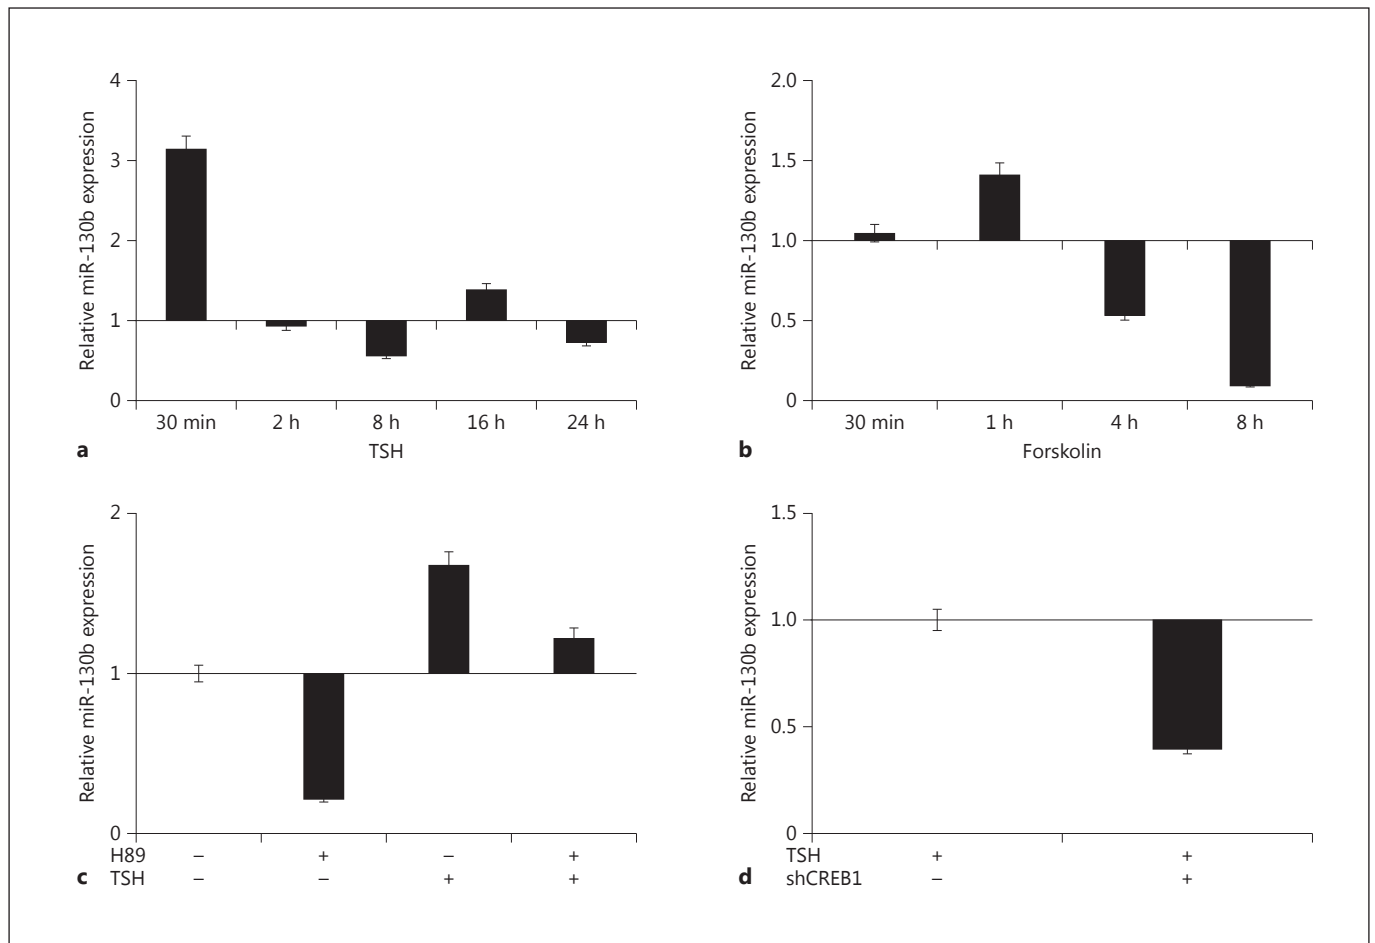 4
3
2
1
0
Relative miR-130b expression
30 min 2 h 8 h 16 h 24 h
a TSH
2.0
1.5
1.0
0.5
0
Relative miR-130b expression
30 min 1 h 4 h 8 h
b Forskolin
2
1
0
Relative miR-130b expression
H89 – + – +
c TSH – – + +
1.5
1.0
0.5
0
Relative miR-130b expression
TSH + +
d shCREB1 – +